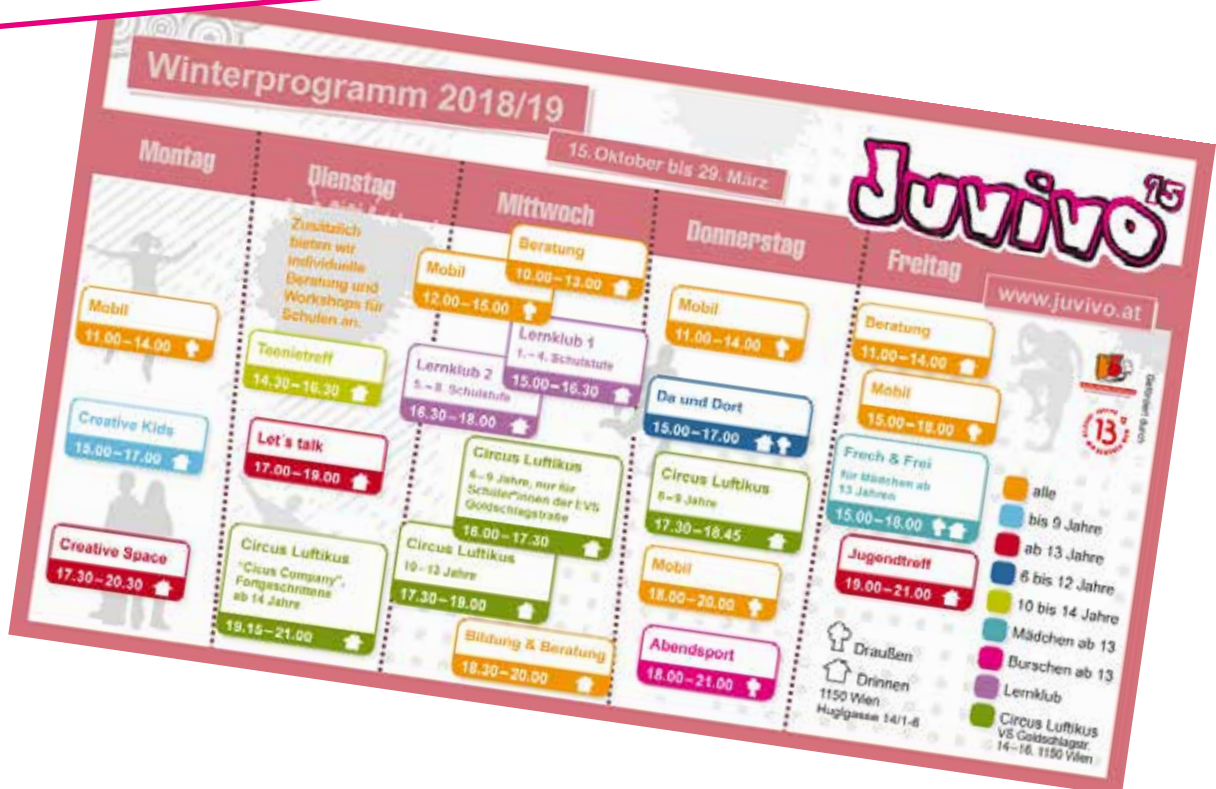 Winterprogramm 2018/19
15. Oktober bis 29. März
Juvivo 15
www.juvivo.at
Montag
Mobil
11.00–14.00
Creative Kids
15.00–17.00
Creative Space
17.30–20.30
Dienstag
Zusätzlich
bieten wir
individuelle
Beratung und
Workshops für
Schulen an.
Teenietreff
14.30–16.30
Let´s talk
17.00–19.00
Circus Luftikus
"Cicus Company",
Fortgeschrittene
ab 14 Jahre
19.15–21.00
Mittwoch
Beratung
10.00–13.00
Mobil
12.00–15.00
Lernklub 1
1.– 4. Schulstufe
15.00–16.30
Lernklub 2
5.– 8. Schulstufe
16.30–18.00
Circus Luftikus
6–9 Jahre, nur für
Schüler*innen der
Goldschlagstraße
16.00–17.30
Circus Luftikus
10–13 Jahre
17.30–19.00
Bildung & Beratung
18.30–20.00
Donnerstag
Mobil
11.00–14.00
Da und Dort
15.00–17.00
Circus Luftikus
6–9 Jahre
17.30–18.45
Mobil
18.00–20.00
Abendsport
18.00–21.00
Freitag
Beratung
11.00–14.00
Mobil
15.00–18.00
Frech & Frei
für Mädchen ab
13 Jahren
15.00–18.00
Jugendtreff
19.00–21.00
Draußen
Drinnen
1150 Wien
Huglgasse 14/1-6
Gefördert durch
13
alle
bis 9 Jahre
ab 13 Jahre
6 bis 12 Jahre
10 bis 14 Jahre
Mädchen ab 13
Burschen ab 13
Lernklub
Circus Luftikus
VS Goldschlagstr.
14–16, 1150 Wien